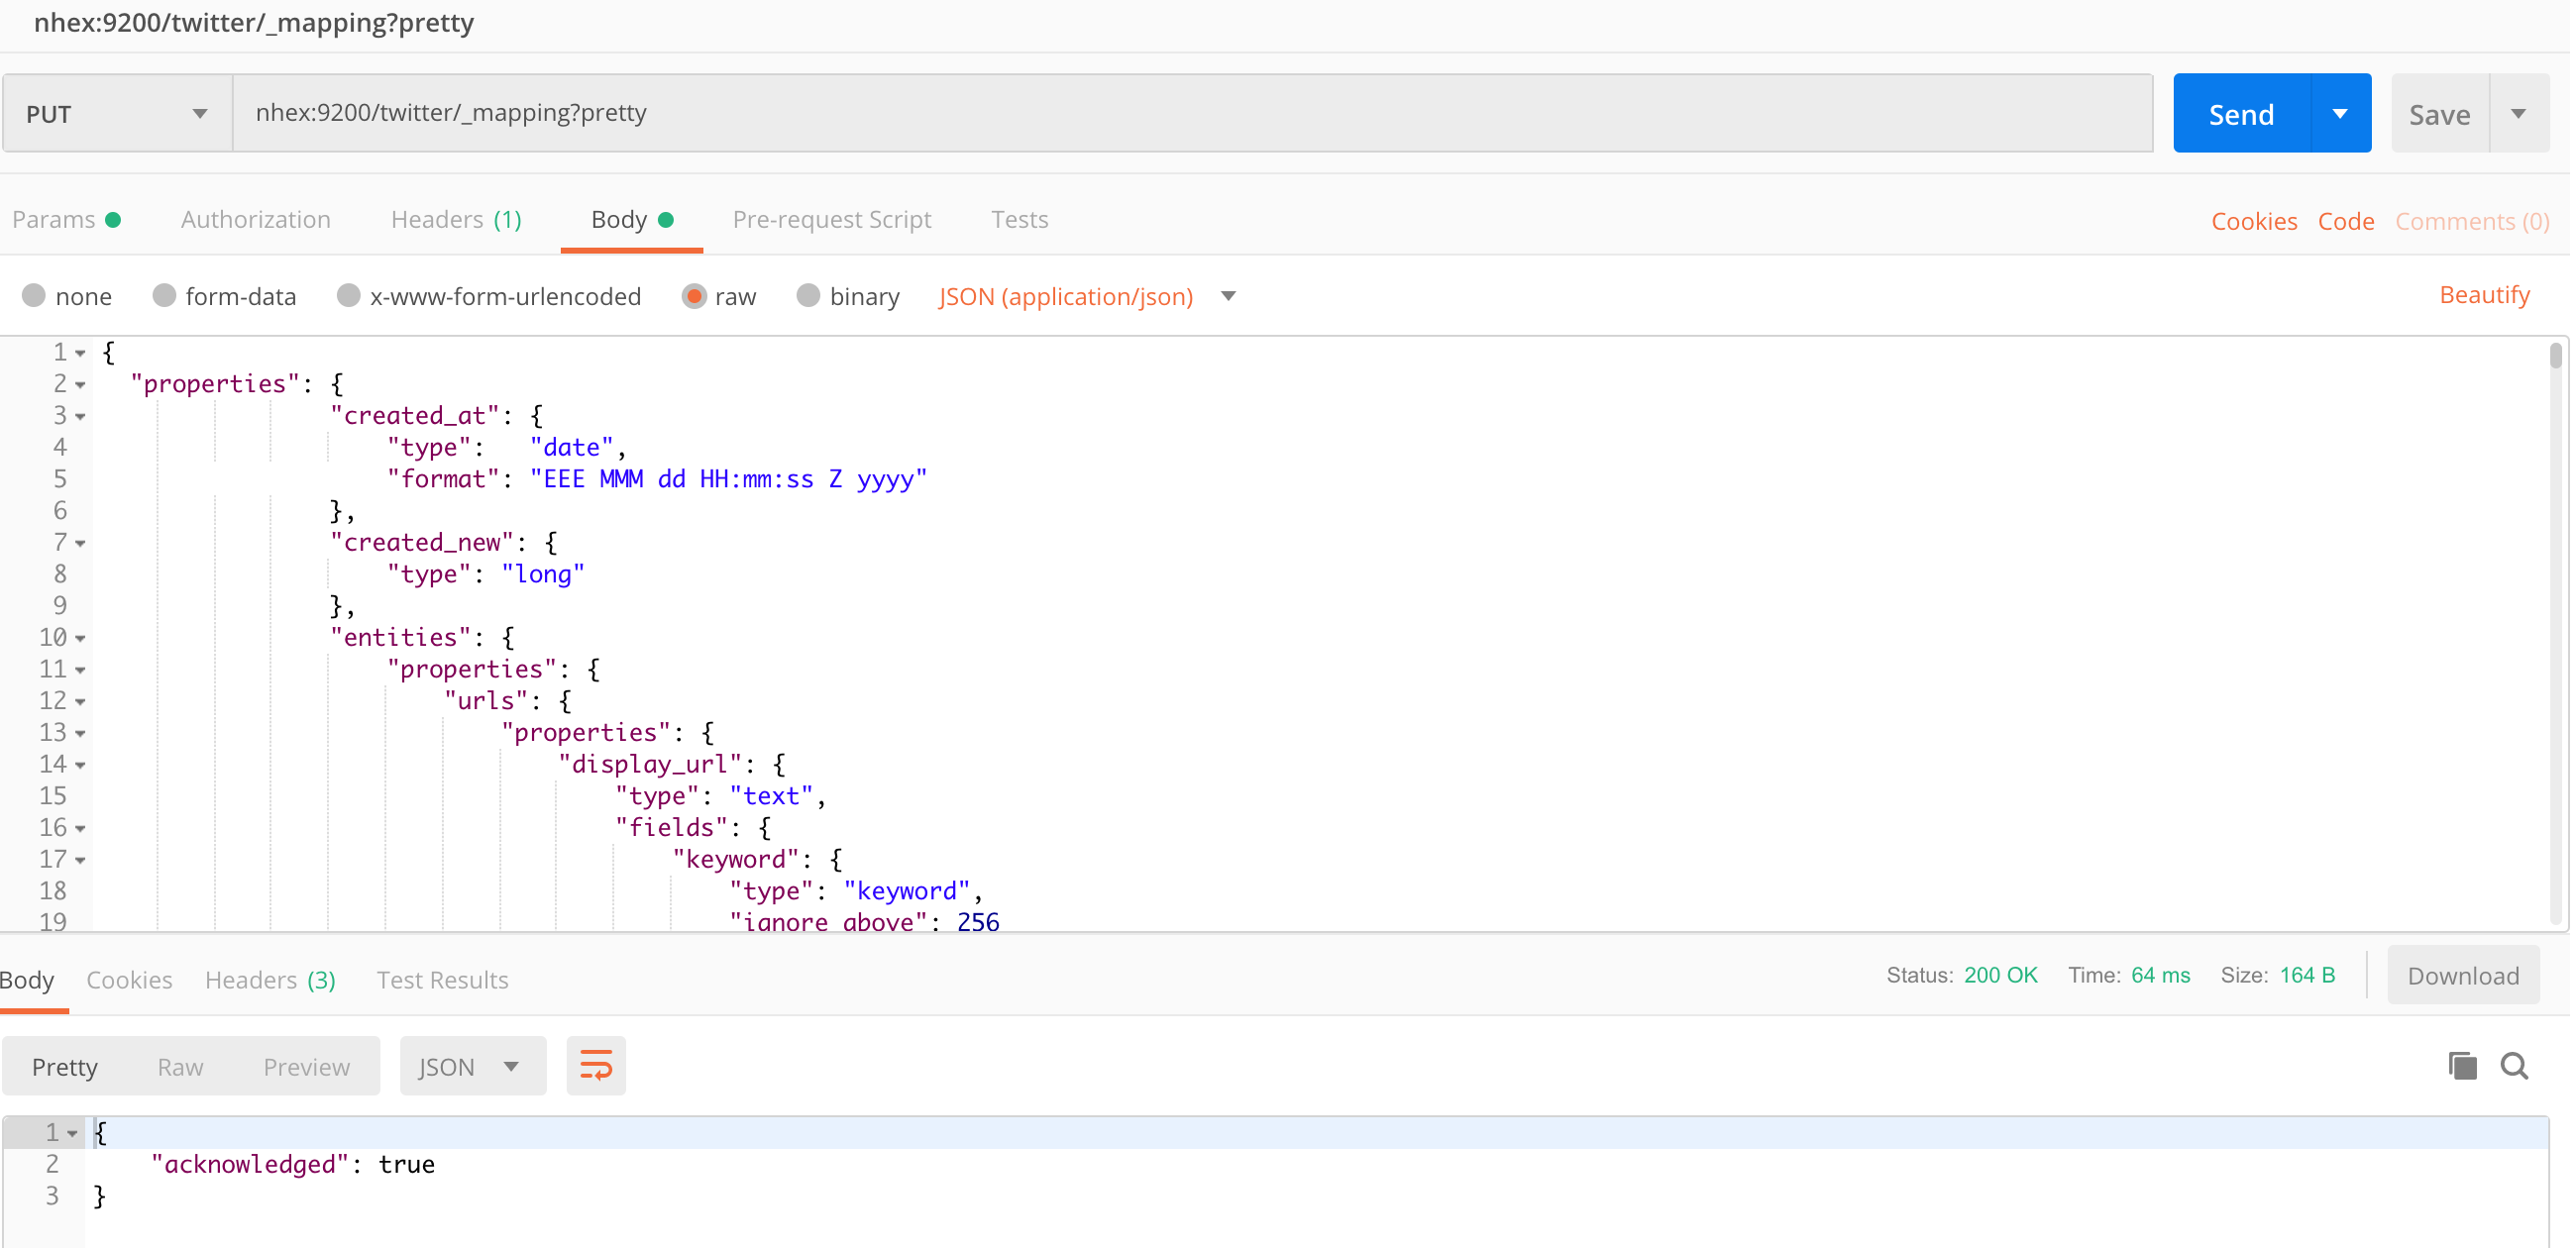 nhex:9200/twitter/_mapping?pretty
PUT nhex:9200/twitter/_mapping?pretty Send Save
Params Authorization Headers (1) Body Pre-request Script Tests Cookies Code Comments (0)
none form-data x-www-form-urlencoded raw binary JSON (application/json) Beautify
1 {
2 "properties": {
3 "created_at": {
4 "type": "date",
5 "format": "EEE MMM dd HH:mm:ss Z yyyy"
6 },
7 "created_new": {
8 "type": "long"
9 },
10 "entities": {
11 "properties": {
12 "urls": {
13 "properties": {
14 "display_url": {
15 "type": "text",
16 "fields": {
17 "keyword": {
18 "type": "keyword",
19 "ignore_above": 256
Body Cookies Headers (3) Test Results Status: 200 OK Time: 64 ms Size: 164 B Download
Pretty Raw Preview JSON
1 {
2 "acknowledged": true
3 }